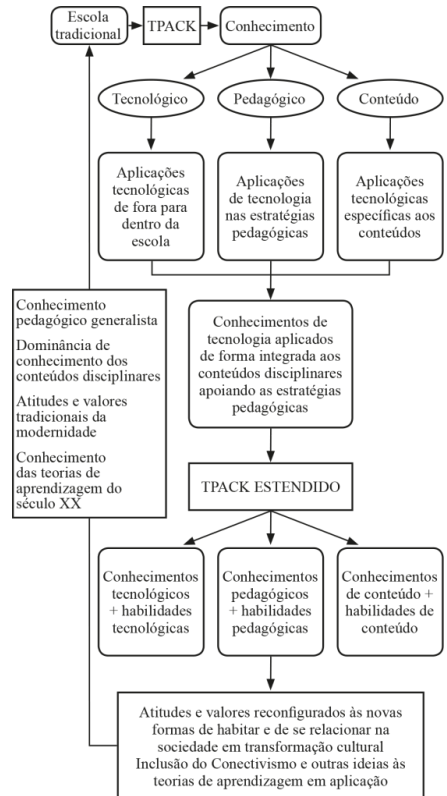 Escola
tradicional
TPACK
Conhecimento
Tecnológico
Pedagógico
Conteúdo
Aplicações
tecnológicas
de fora para
dentro da
escola
Aplicações
de tecnologia
nas estratégias
pedagógicas
Aplicações
tecnológicas
específicas aos
conteúdos
Conhecimento
pedagógico generalista
Dominância de
conhecimento dos
conteúdos disciplinares
Atitudes e valores
tradicionais da
modernidade
Conhecimento
das teorias de
aprendizagem do
século XX
Conhecimentos de
tecnologia aplicados
de forma integrada aos
conteúdos disciplinares
apoiando as estratégias
pedagógicas
TPACK ESTENDIDO
Conhecimentos
tecnológicos
+ habilidades
tecnológicas
Conhecimentos
pedagógicos
+ habilidades
pedagógicas
Conhecimentos
de conteúdo +
habilidades de
conteúdo
Atitudes e valores reconfigurados às novas
formas de habitar e de se relacionar na
sociedade em transformação cultural
Inclusão do Conectivismo e outras ideias às
teorias de aprendizagem em aplicação